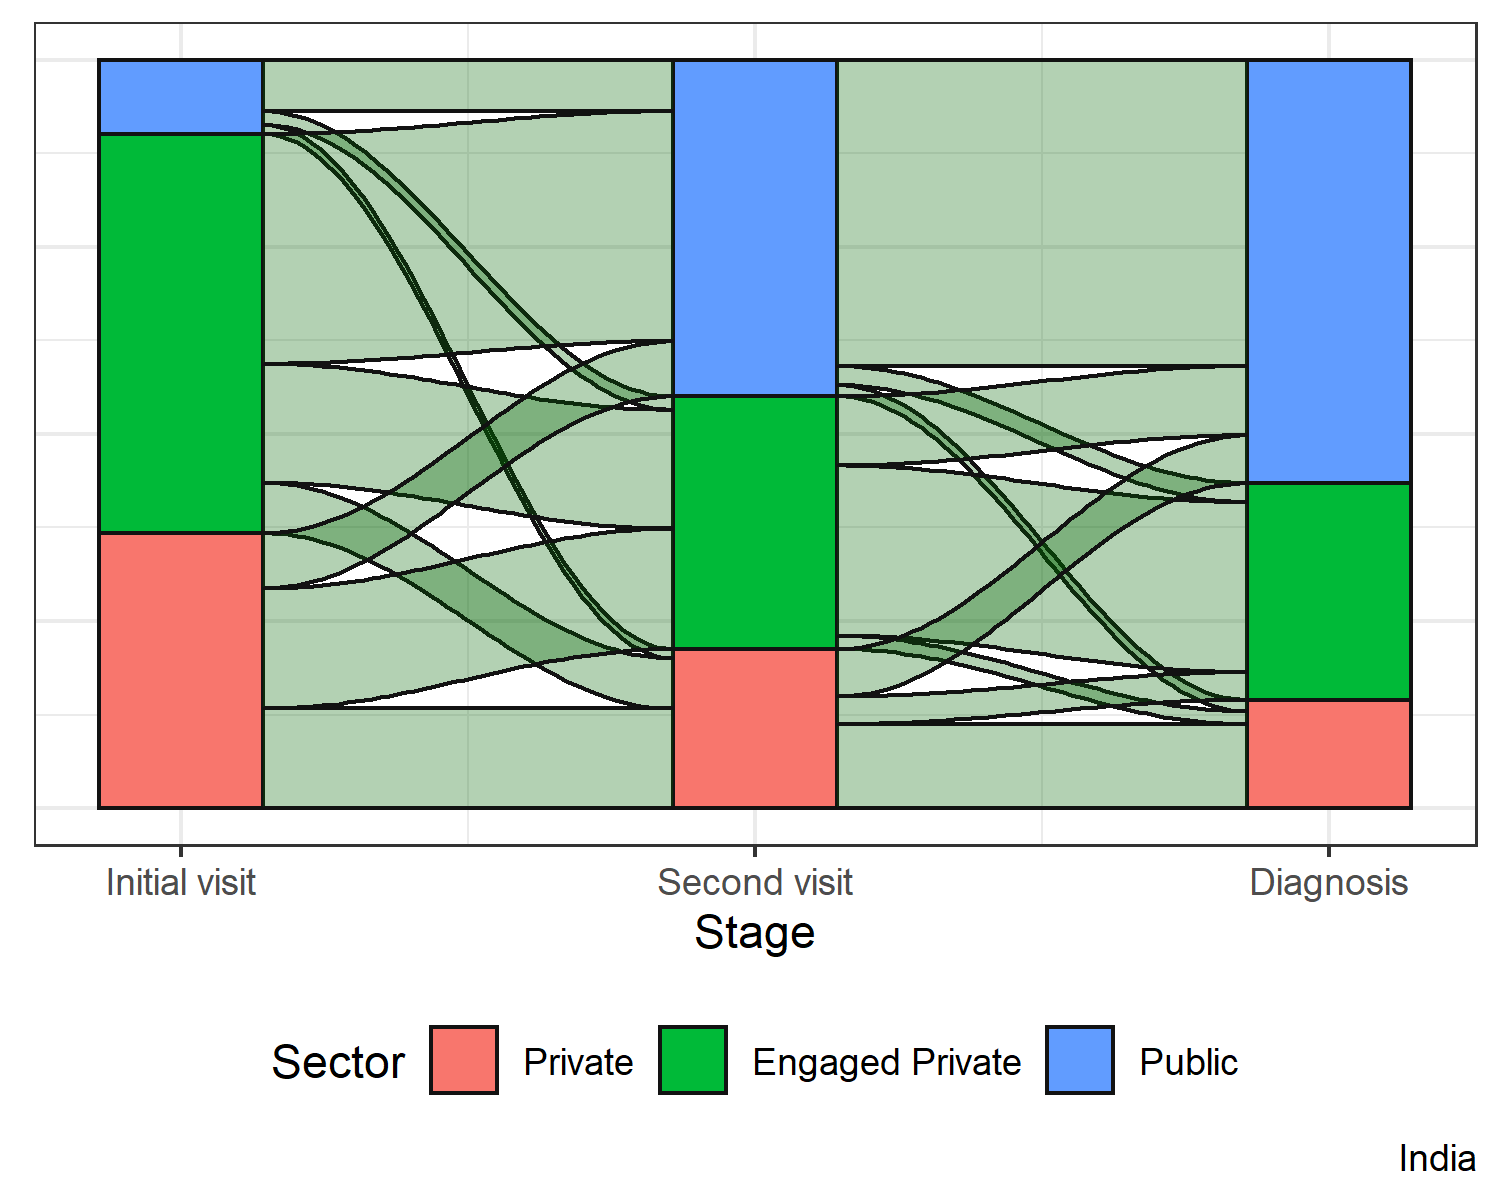 Initial visit Second visit Diagnosis
Stage
Sector Private Engaged Private Public
India